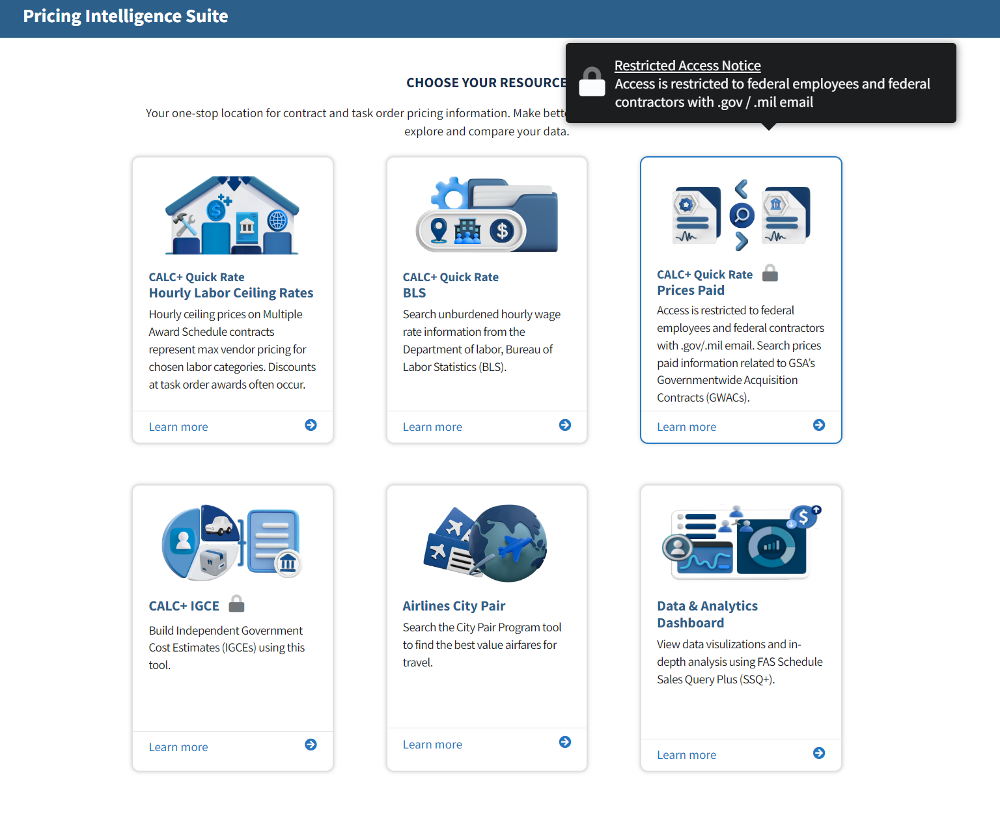 Pricing Intelligence Suite
Restricted Access Notice
Access is restricted to federal employees and federal
contractors with .gov / .mil email
CHOOSE YOUR RESOURCE
Your one-stop location for contract and task order pricing information. Make
explore and compare your data.
CALC+ Quick Rate
Hourly Labor Ceiling Rates
Hourly ceiling prices on Multiple
Award Schedule contracts
represent max vendor pricing for
chosen labor categories. Discounts
at task order awards often occur.
Learn more
CALC+ Quick Rate
BLS
Search unburdened hourly wage
rate information from the
Department of labor, Bureau of
Labor Statistics (BLS).
Learn more
CALC+ Quick Rate
Prices Paid
Access is restricted to federal
employees and federal contractors
with .gov/.mil email. Search prices
paid information related to GSA’s
Governmentwide Acquisition
Contracts (GWACs).
Learn more
CALC+ IGCE
Build Independent Government
Cost Estimates (IGCEs) using this
tool.
Learn more
Airlines City Pair
Search the City Pair Program tool
to find the best value airfares for
travel.
Learn more
Data & Analytics
Dashboard
View data visulizations and in-
depth analysis using FAS Schedule
Sales Query Plus (SSQ+).
Learn more